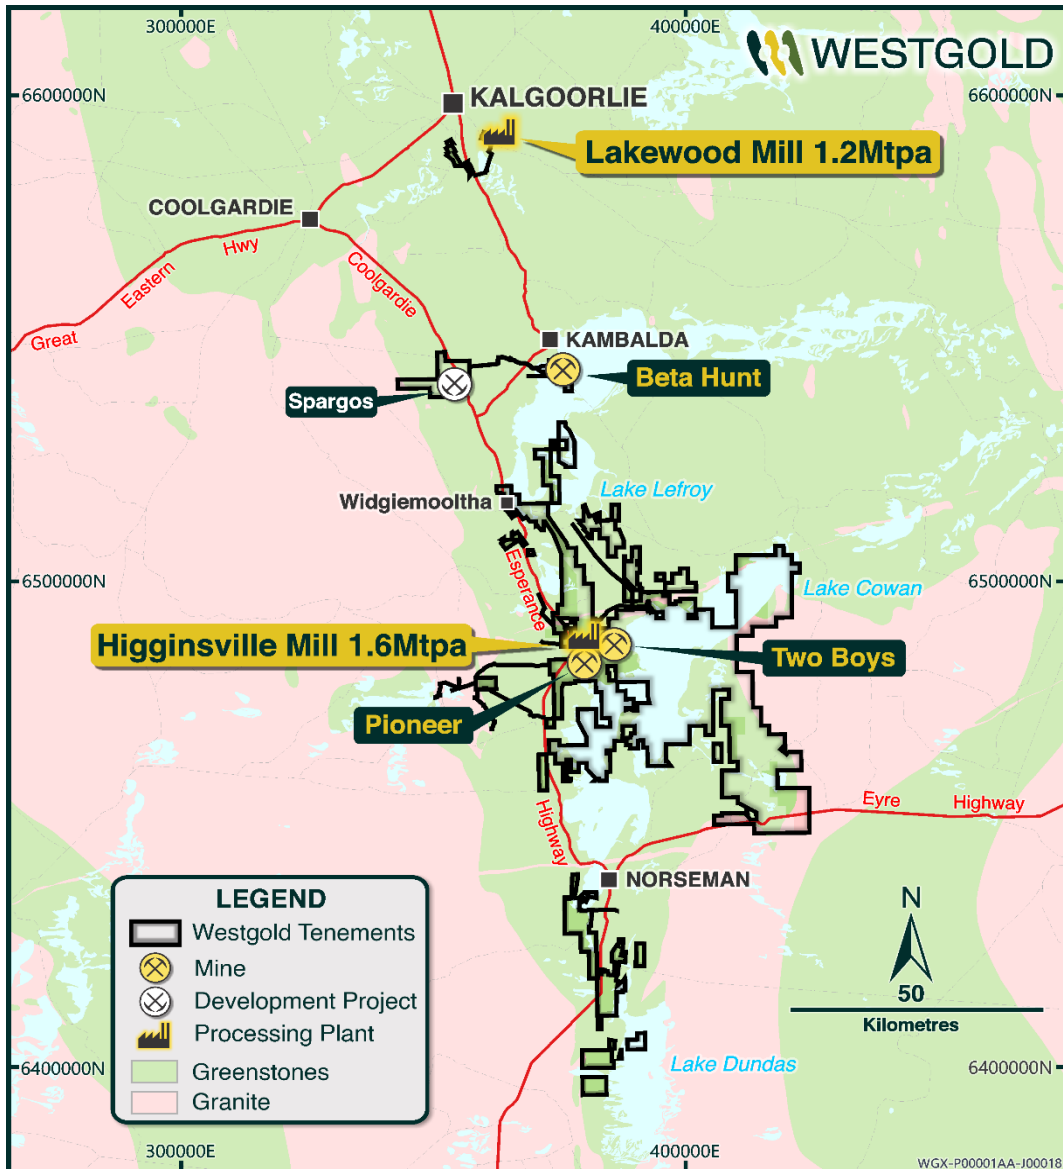 300000E
400000E
WESTGOLD
6600000N
6600000N
KALGOORLIE
Lakewood Mill 1.2Mtpa
COOLGARDIE
Great Eastern Hwy
Coolgardie
KAMBALDA
Beta Hunt
Spargos
Widgiemooltha
Lake Lefroy
Esperance
6500000N
6500000N
Lake Cowan
Higginsville Mill 1.6Mtpa
Two Boys
Pioneer
Eyre Highway
Highway
NORSEMAN
LEGEND
Westgold Tenements
Mine
Development Project
Processing Plant
Greenstones
Granite
N
50
Kilometres
6400000N
Lake Dundas
6400000N
300000E
400000E
WGX-P00001AA-J00018